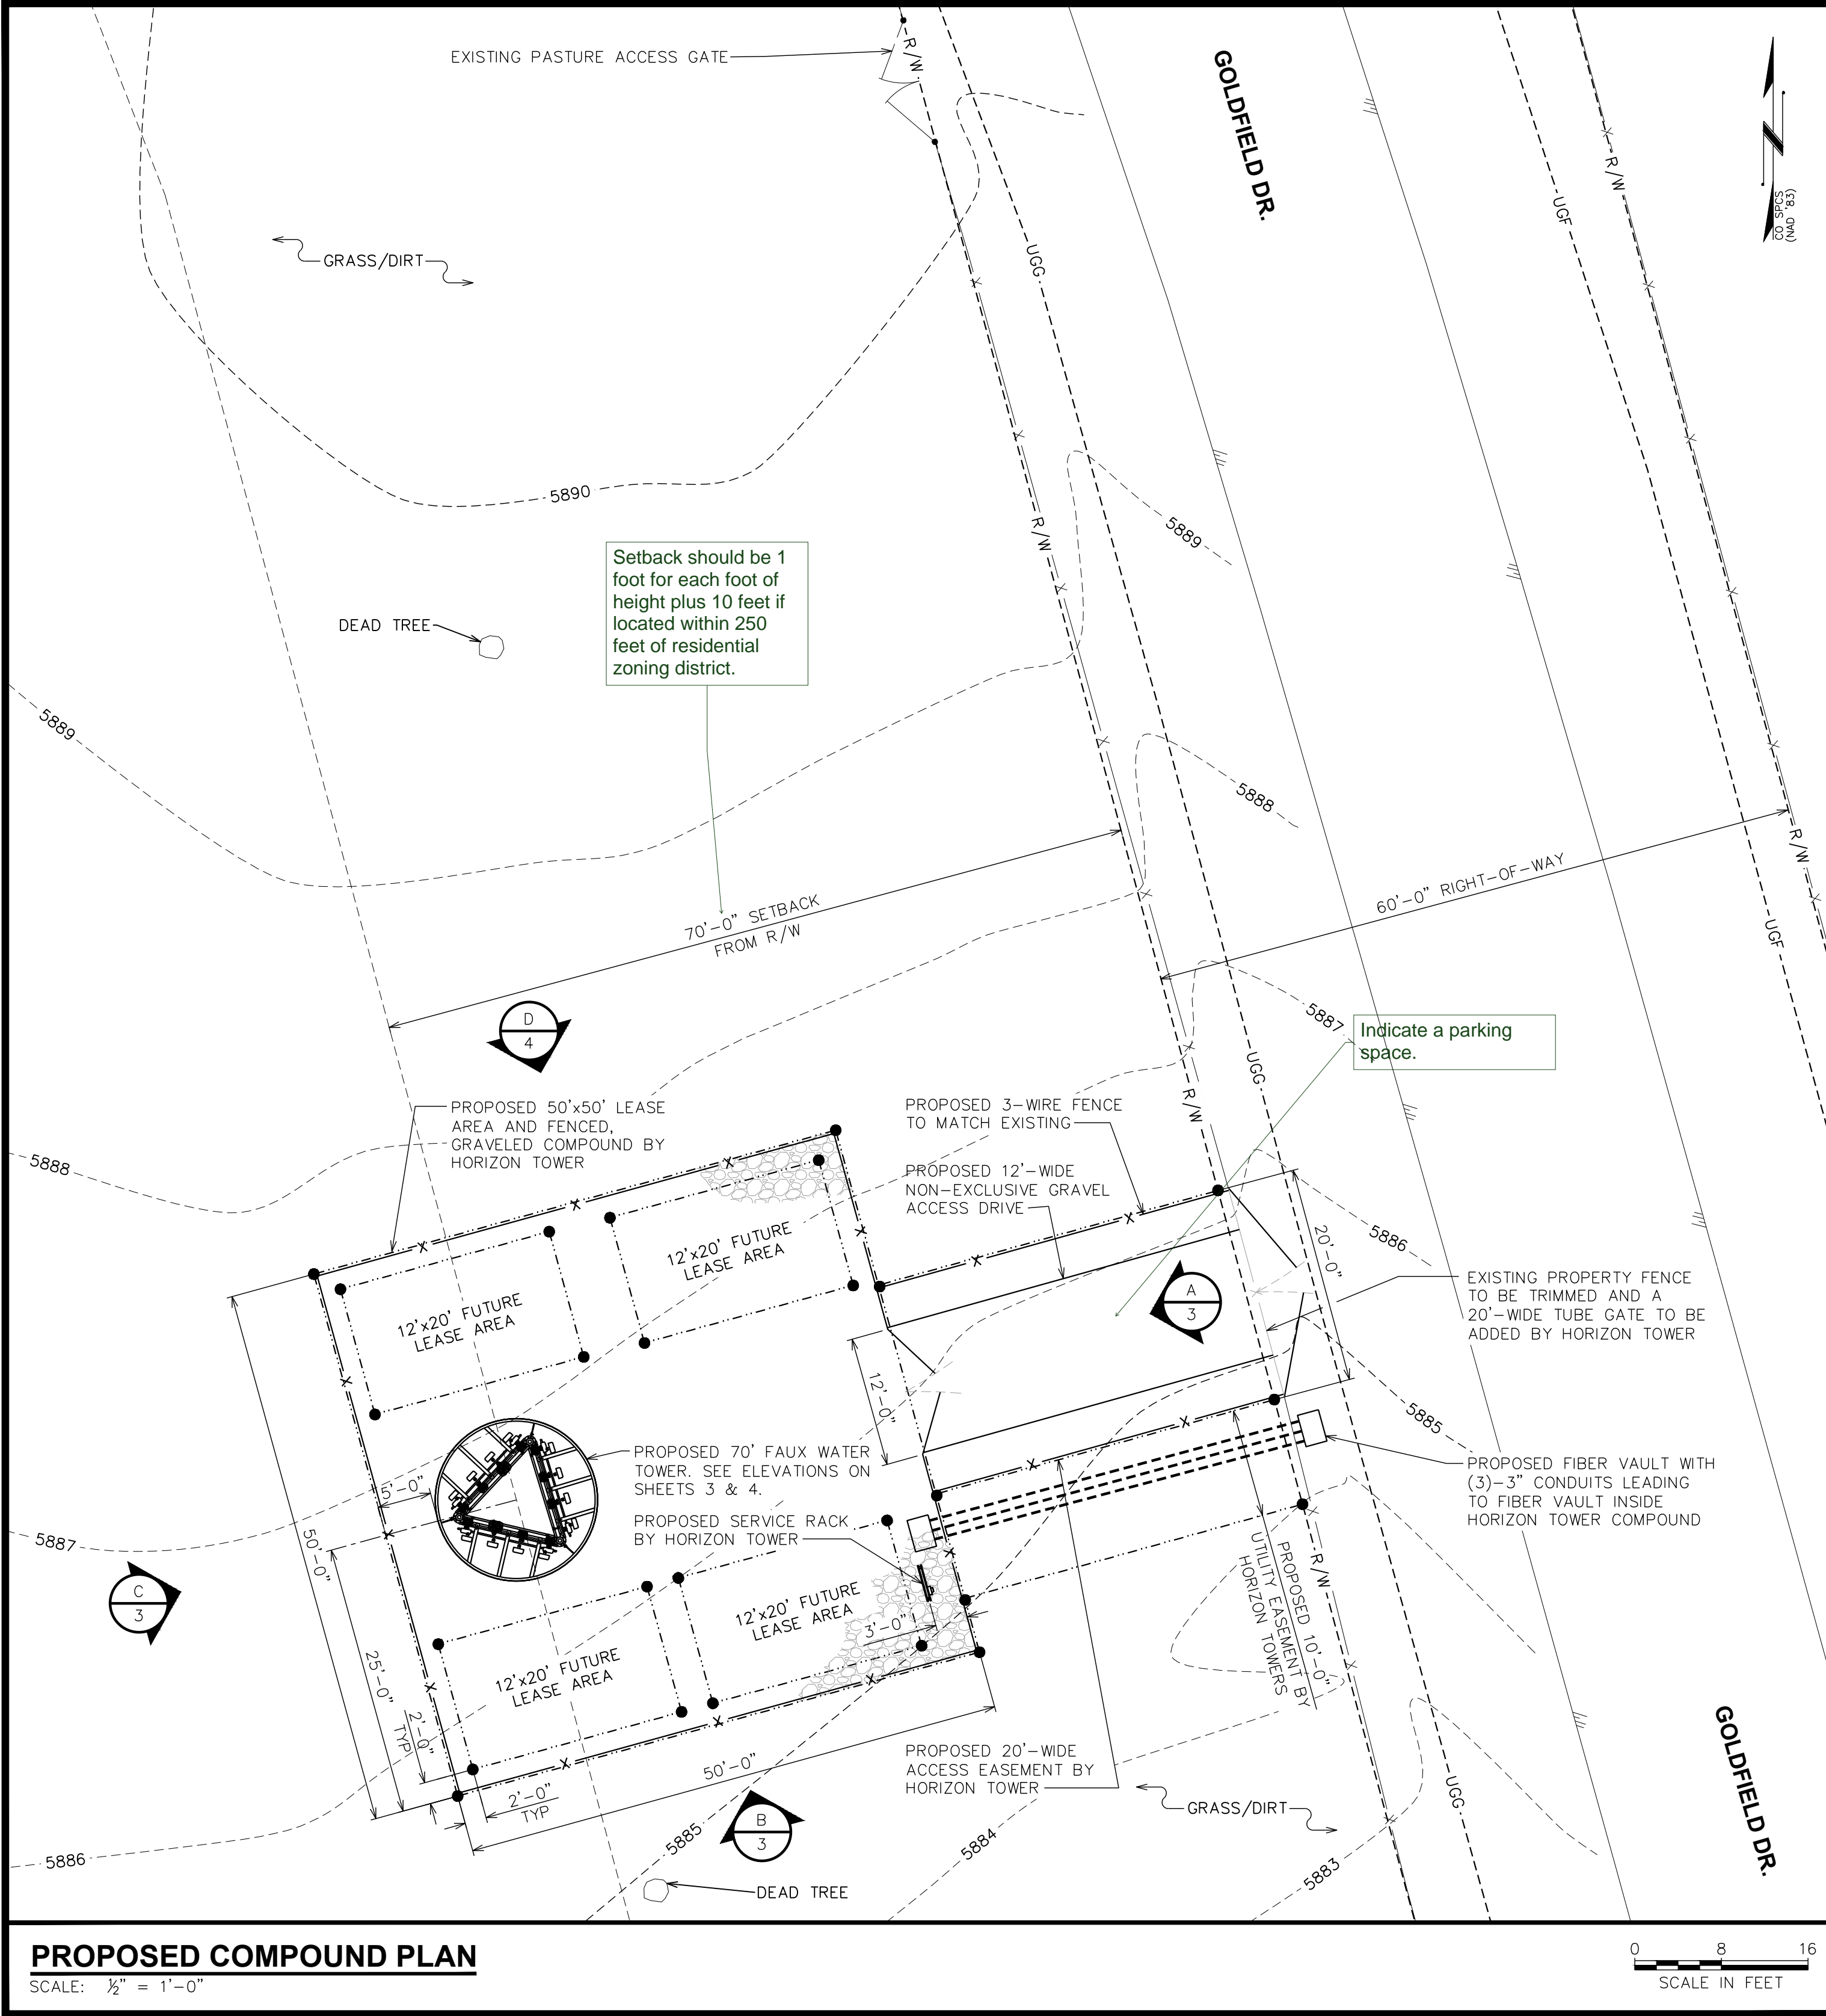 EXISTING PASTURE ACCESS GATE
R/W
GOLDFIELD DR.
R/W
UGF
CO SPCS
(NAD '83)
UGG
GRASS/DIRT
5890
R/W
5889
Setback should be 1
foot for each foot of
height plus 10 feet if
located within 250
feet of residential
zoning district.
DEAD TREE
5889
5888
R/W
60'-0" RIGHT-OF-WAY
UGF
70'-0" SETBACK
FROM R/W
D
4
5887
Indicate a parking
space.
UGG
R/W
PROPOSED 50'x50' LEASE
AREA AND FENCED,
GRAVELED COMPOUND BY
HORIZON TOWER
PROPOSED 3-WIRE FENCE
TO MATCH EXISTING
5888
PROPOSED 12'-WIDE
NON-EXCLUSIVE GRAVEL
ACCESS DRIVE
12'x20' FUTURE
LEASE AREA
12'x20' FUTURE
LEASE AREA
20'-0"
5886
A
3
EXISTING PROPERTY FENCE
TO BE TRIMMED AND A
20'-WIDE TUBE GATE TO BE
ADDED BY HORIZON TOWER
12'-0"
5885
PROPOSED 70' FAUX WATER
TOWER. SEE ELEVATIONS ON
SHEETS 3 & 4.
5'-0"
PROPOSED FIBER VAULT WITH
(3)-3" CONDUITS LEADING
TO FIBER VAULT INSIDE
HORIZON TOWER COMPOUND
PROPOSED SERVICE RACK
BY HORIZON TOWER
5887
50'-0"
C
3
12'x20' FUTURE
LEASE AREA
3'-0"
PROPOSED 10'-0"
UTILITY EASEMENT BY
HORIZON TOWERS
R/W
12'x20' FUTURE
LEASE AREA
25'-0"
2'-0"
TYP
50'-0"
2'-0"
TYP
PROPOSED 20'-WIDE
ACCESS EASEMENT BY
HORIZON TOWER
UGG
GRASS/DIRT
GOLDFIELD DR.
B
3
5885
5884
5883
5886
DEAD TREE
PROPOSED COMPOUND PLAN
SCALE: ½" = 1'-0"
0 8 16
SCALE IN FEET